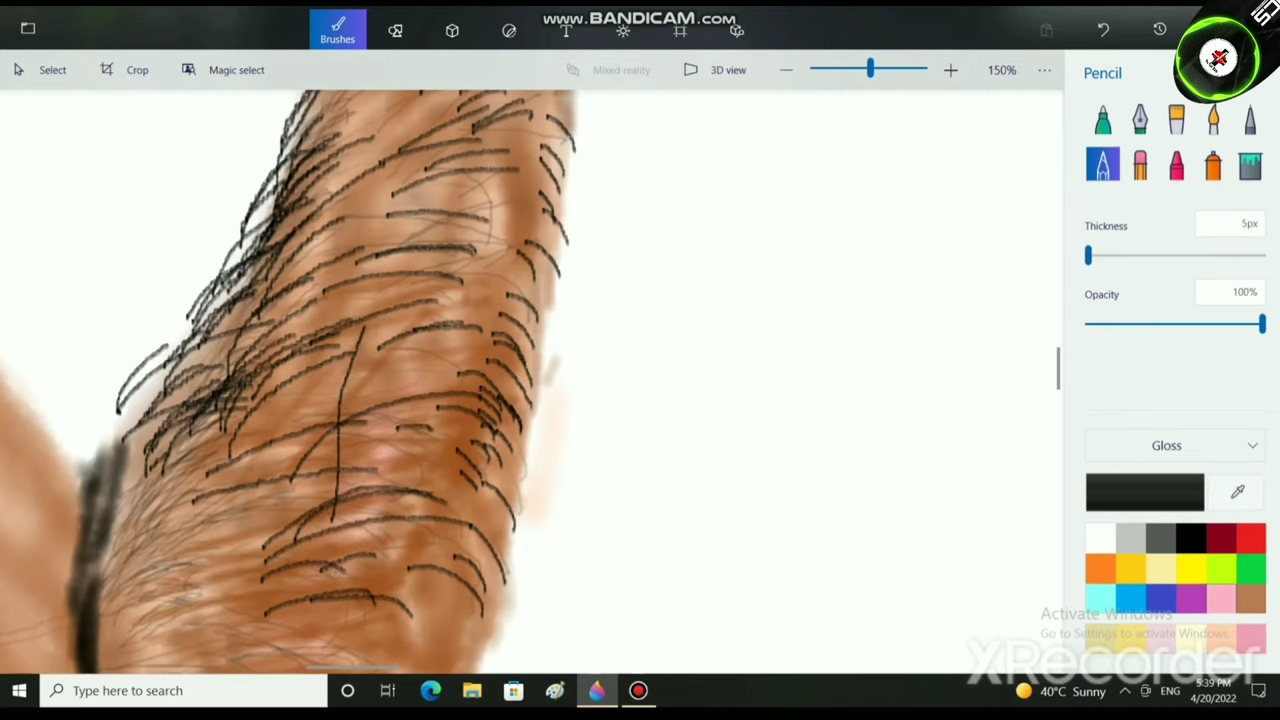 www.BANDICAM.com
Brushes
Select
Crop
Magic select
Mixed reality
3D view
150%
Pencil
Thickness
5px
Opacity
100%
Gloss
Activate Windows
Go to Settings to activate Windows.
XRecorder
Type here to search
40°C Sunny
ENG
5:39 PM
4/20/2022